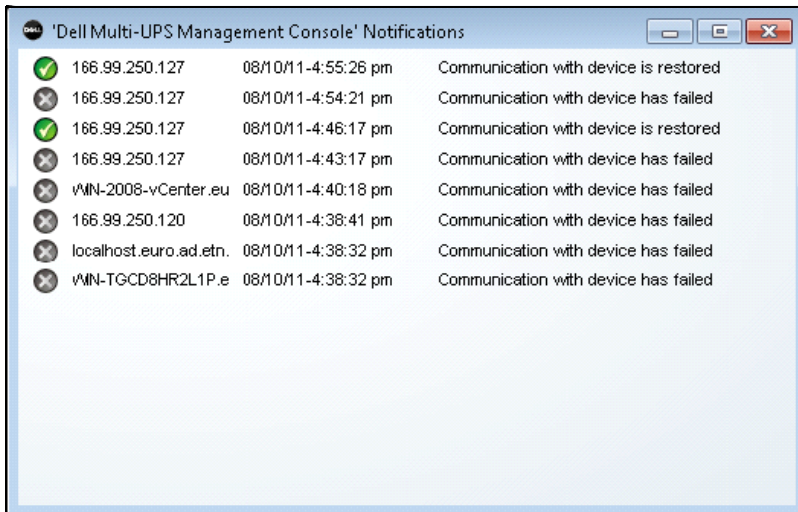 DELL 'Dell Multi-UPS Management Console' Notifications
166.99.250.127 08/10/11-4:55:26 pm Communication with device is restored
166.99.250.127 08/10/11-4:54:21 pm Communication with device has failed
166.99.250.127 08/10/11-4:46:17 pm Communication with device is restored
166.99.250.127 08/10/11-4:43:17 pm Communication with device has failed
WIN-2008-vCenter.eu 08/10/11-4:40:18 pm Communication with device has failed
166.99.250.120 08/10/11-4:38:41 pm Communication with device has failed
localhost.euro.ad.etn. 08/10/11-4:38:32 pm Communication with device has failed
WIN-TGCD8HR2L1P.e 08/10/11-4:38:32 pm Communication with device has failed